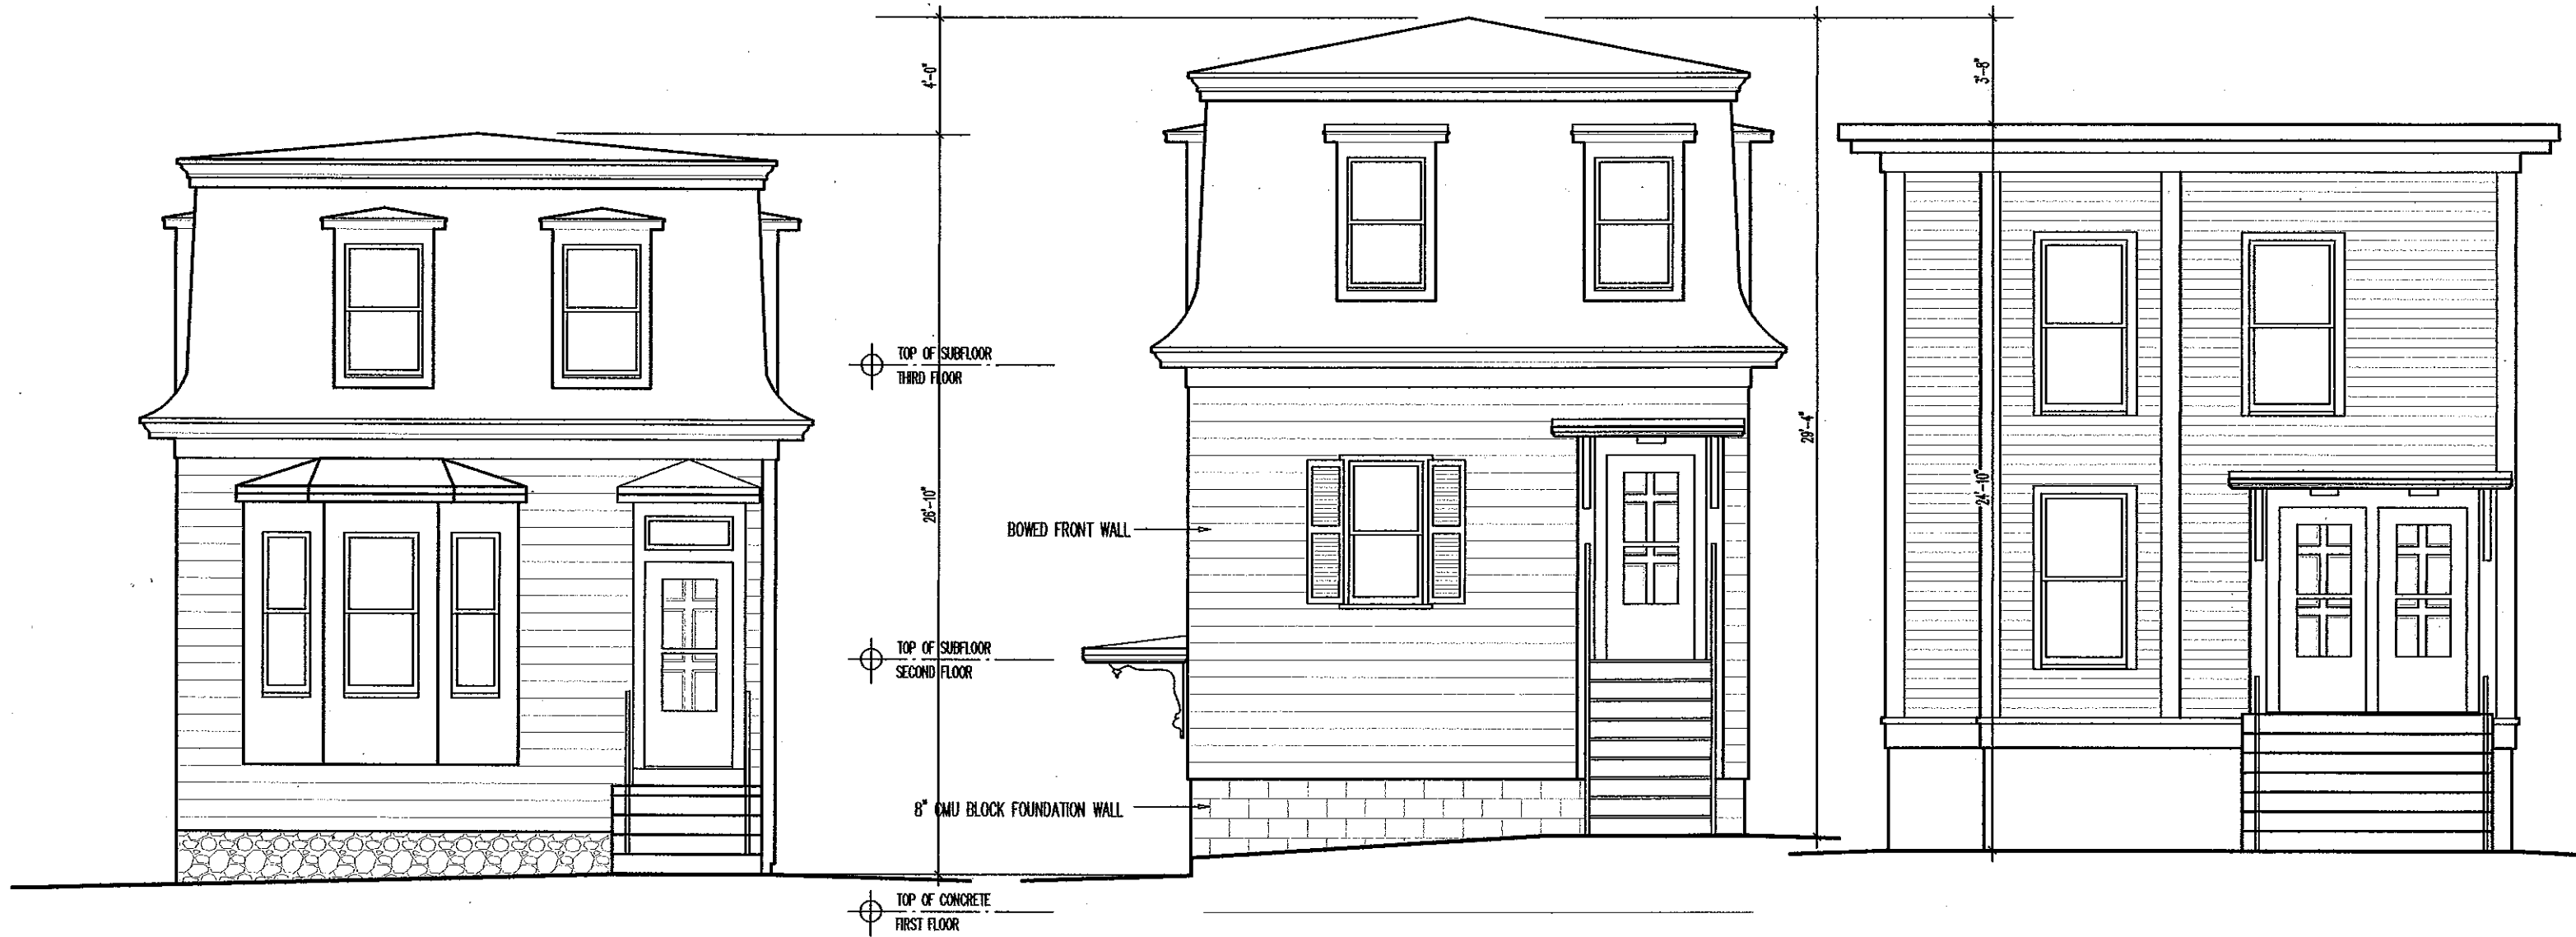 4'-0"
3'-8"
TOP OF SUBFLOOR
THIRD FLOOR
29'-4"
26'-10"
24'-10"
BOWED FRONT WALL
TOP OF SUBFLOOR
SECOND FLOOR
8" CMU BLOCK FOUNDATION WALL
TOP OF CONCRETE
FIRST FLOOR